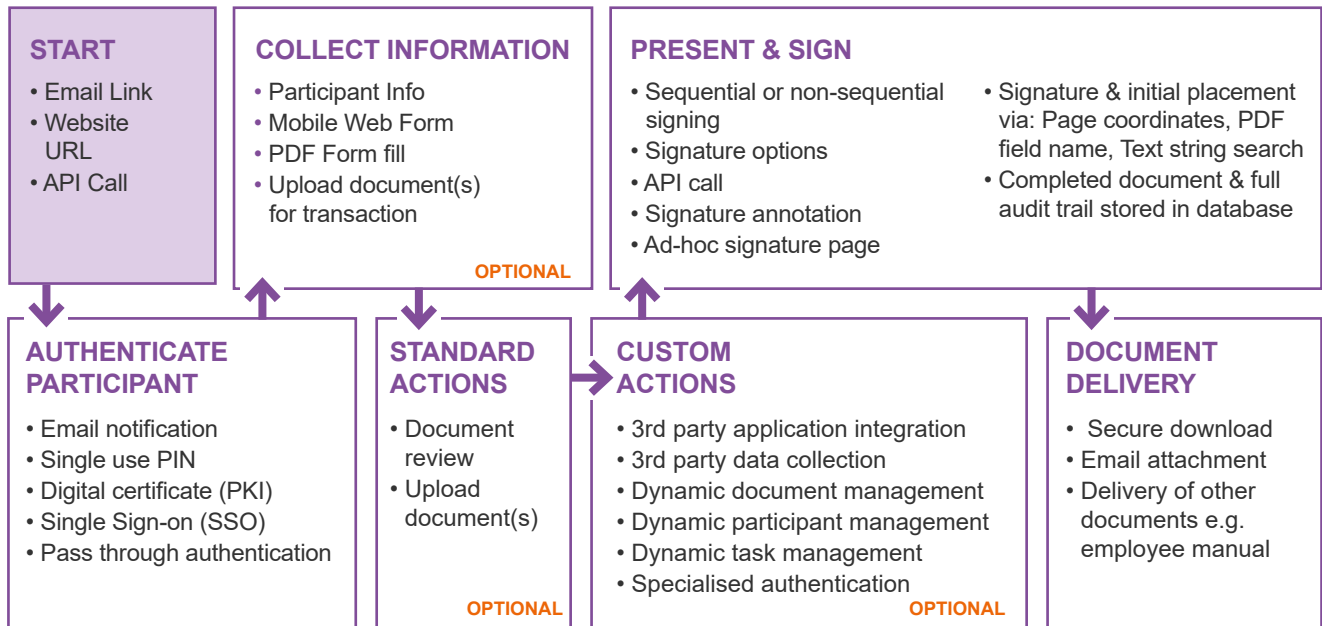 START
• Email Link
• Website
URL
• API Call
COLLECT INFORMATION
• Participant Info
• Mobile Web Form
• PDF Form fill
• Upload document(s)
for transaction
OPTIONAL
PRESENT & SIGN
• Sequential or non-sequential
signing
• Signature options
• API call
• Signature annotation
• Ad-hoc signature page
• Signature & initial placement
via: Page coordinates, PDF
field name, Text string search
• Completed document & full
audit trail stored in database
AUTHENTICATE
PARTICIPANT
• Email notification
• Single use PIN
• Digital certificate (PKI)
• Single Sign-on (SSO)
• Pass through authentication
STANDARD
ACTIONS
• Document
review
• Upload
document(s)
OPTIONAL
CUSTOM
ACTIONS
• 3rd party application integration
• 3rd party data collection
• Dynamic document management
• Dynamic participant management
• Dynamic task management
• Specialised authentication
OPTIONAL
DOCUMENT
DELIVERY
• Secure download
• Email attachment
• Delivery of other
documents e.g.
employee manual